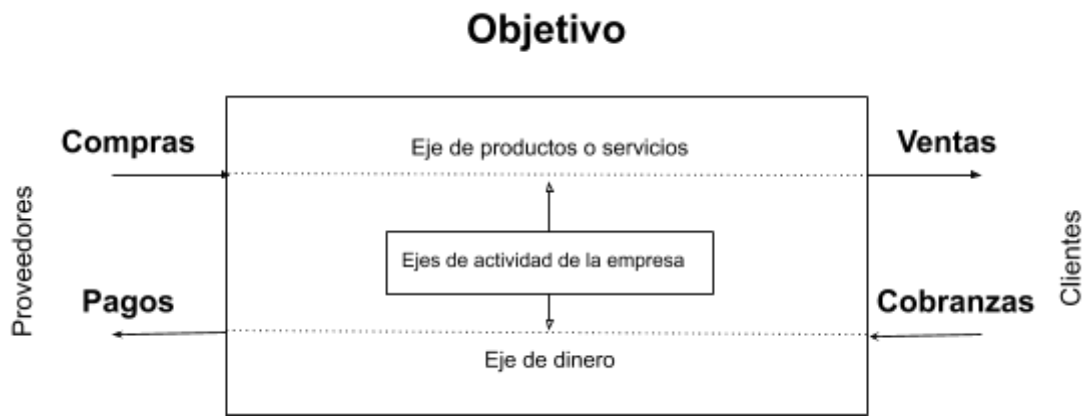 Objetivo
Compras
Ventas
Eje de productos o servicios
Proveedores
Clientes
Ejes de actividad de la empresa
Pagos
Cobranzas
Eje de dinero